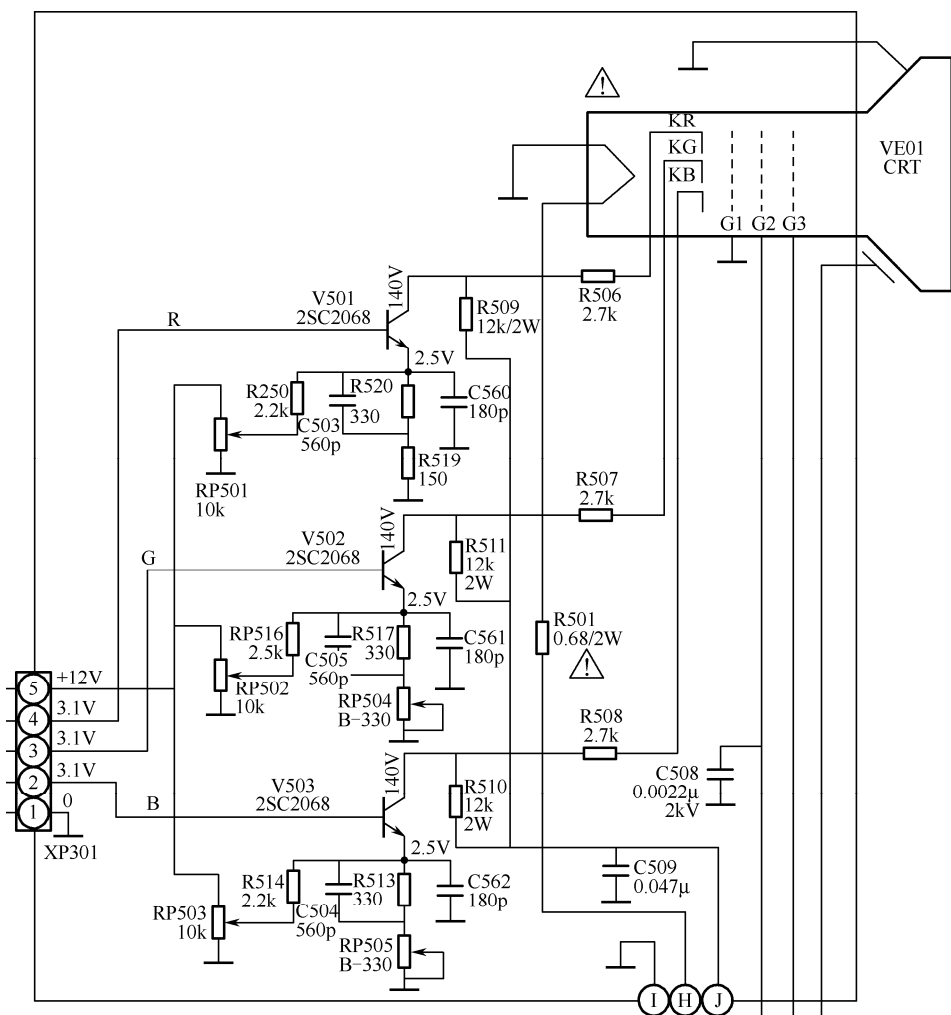 KR
KG
KB
VE01
CRT
G1 G2 G3
140V
V501
2SC2068
R
R509
12k/2W
R506
2.7k
2.5V
R250
2.2k
C503
560p
R520
330
C560
180p
R519
150
RP501
10k
R507
2.7k
140V
V502
2SC2068
G
R511
12k
2W
2.5V
RP516
2.5k
C505
560p
R517
330
C561
180p
R501
0.68/2W
RP502
10k
RP504
B-330
5 +12V
4 3.1V
3 3.1V
2 3.1V
1 0
XP301
R508
2.7k
140V
V503
2SC2068
B
R510
12k
2W
C508
0.0022μ
2kV
2.5V
R514
2.2k
C504
560p
R513
330
C562
180p
C509
0.047μ
RP503
10k
RP505
B-330
I H J
!
!